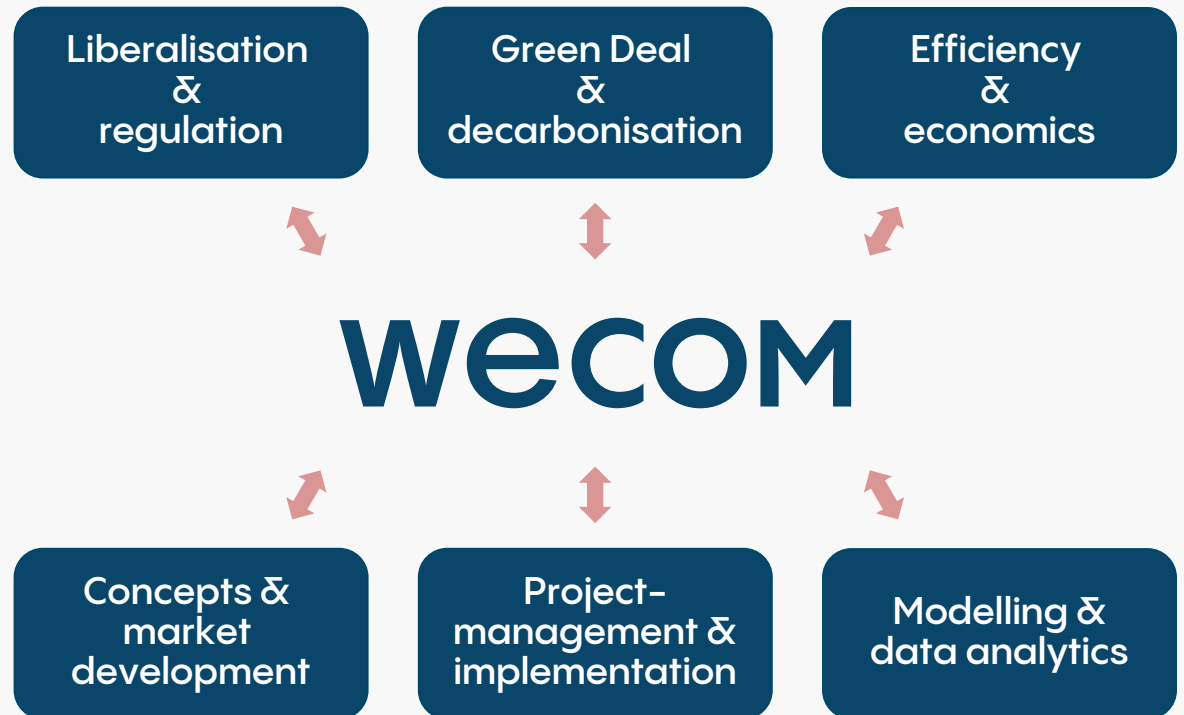 Liberalisation
&
regulation
Green Deal
&
decarbonisation
Efficiency
&
economics
wecom
Concepts &
market
development
Project-
management &
implementation
Modelling &
data analytics